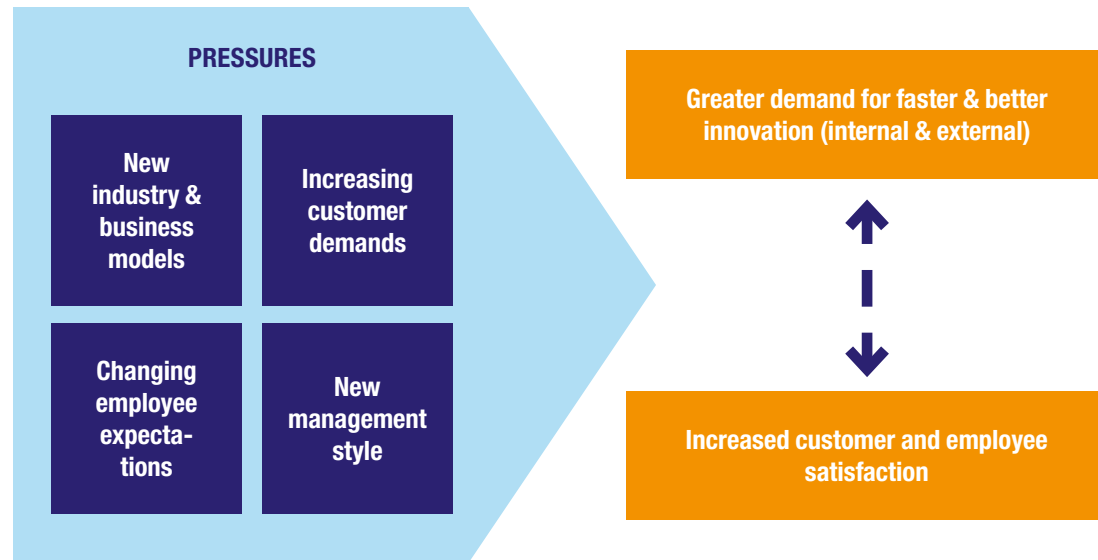 PRESSURES
New
industry &
business
models
Increasing
customer
demands
Changing
employee
expecta-
tions
New
management
style
Greater demand for faster & better
innovation (internal & external)
Increased customer and employee
satisfaction